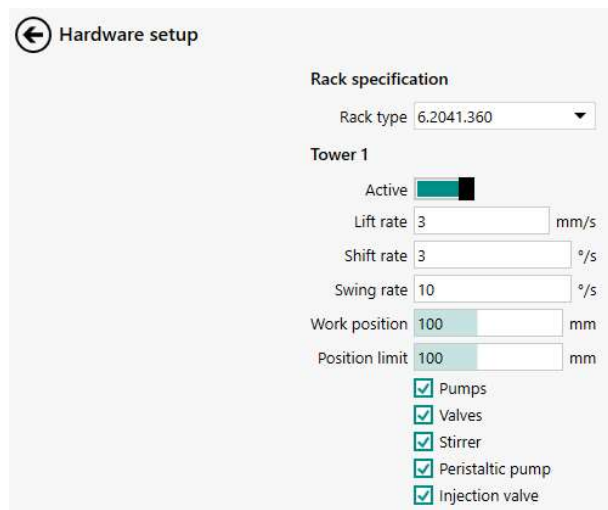 Hardware setup
Rack specification
Rack type 6.2041.360
Tower 1
Active
Lift rate 3 mm/s
Shift rate 3 °/s
Swing rate 10 °/s
Work position 100 mm
Position limit 100 mm
Pumps
Valves
Stirrer
Peristaltic pump
Injection valve